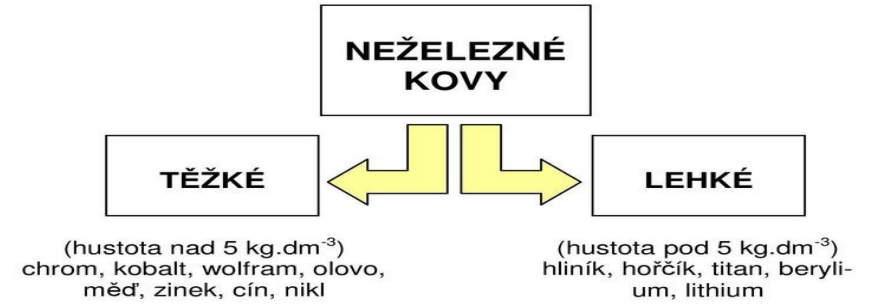 NEŽELEZNÉ
KOVY
TĚŽKÉ
LEHKÉ
(hustota nad 5 kg.dm⁻³)
chrom, kobalt, wolfram, olovo,
měď, zinek, cín, nikl
(hustota pod 5 kg.dm⁻³)
hliník, hořčík, titan, beryli-
um, lithium